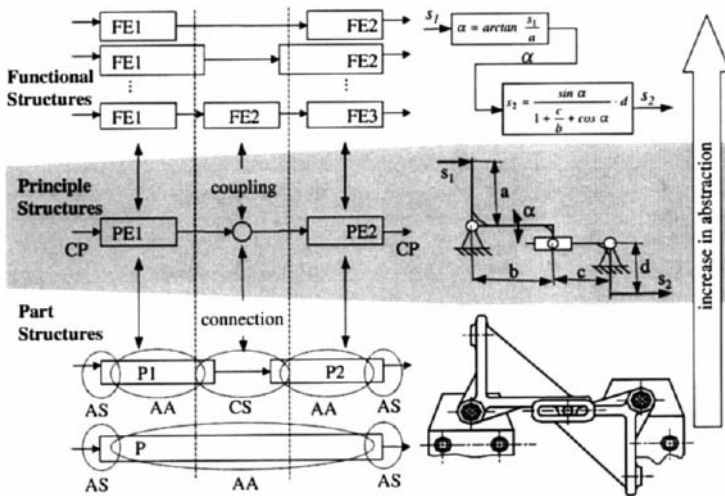 FE1 FE2
FE1 FE2
Functional
Structures
FE1 FE2 FE3
s₁ α = arctan s₁/a
α
s₂ = sin α / (1 + c/b + cos α) · d s₂
Principle
Structures
coupling
CP PE1 PE2 CP
s₁ a
α
b c d
s₂
Part
Structures
connection
P1 P2
AS AA CS AA AS
P
AS AA AS
increase in abstraction